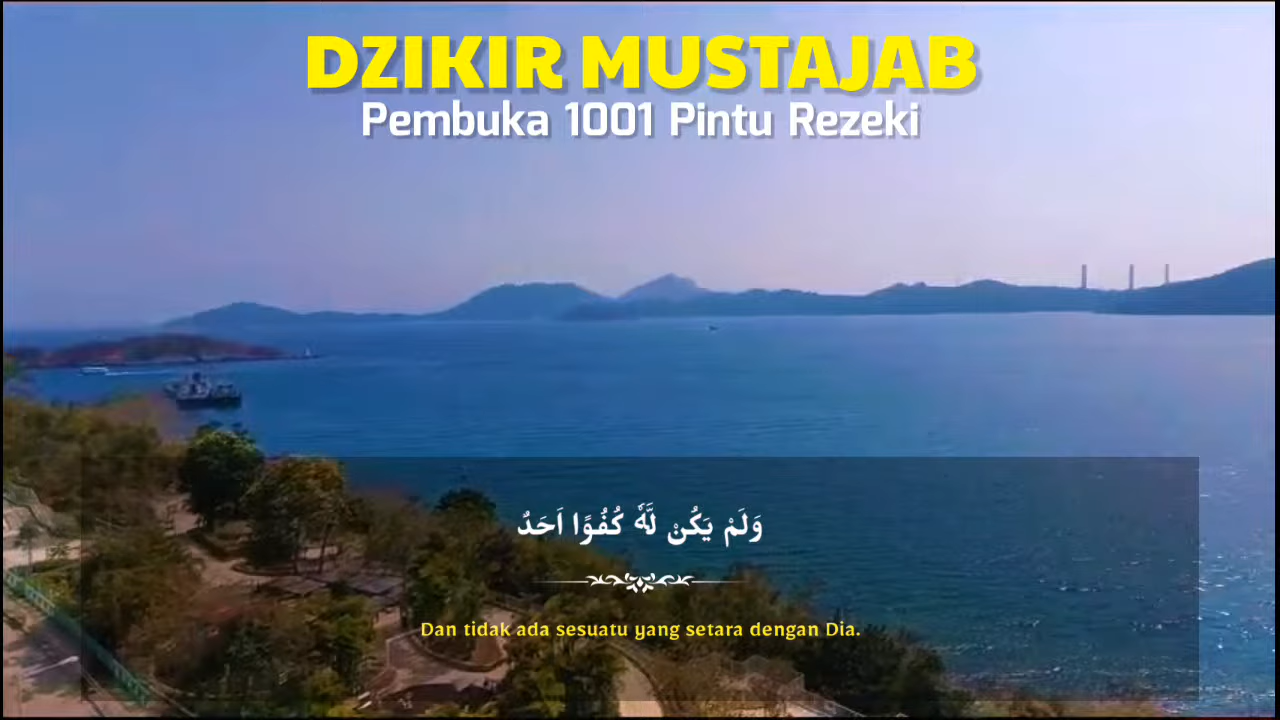 DZIKIR MUSTAJAB
Pembuka 1001 Pintu Rezeki
وَلَمْ يَكُنْ لَّهٗ كُفُوًا اَحَدٌ
Dan tidak ada sesuatu yang setara dengan Dia.